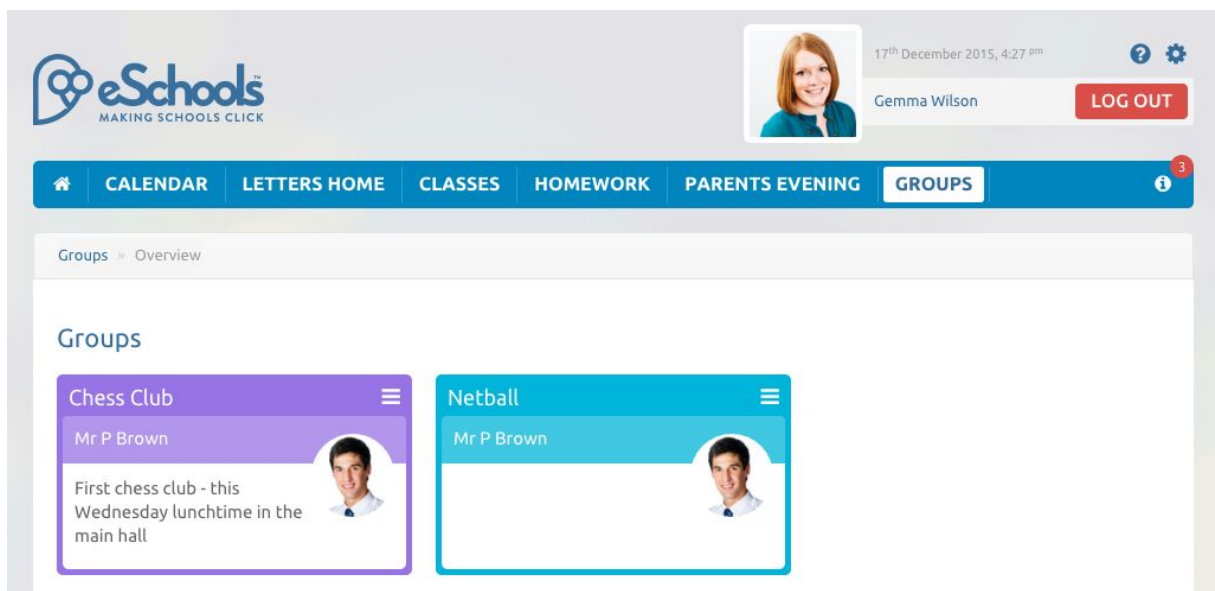 17th December 2015, 4:27 pm
eSchools™
MAKING SCHOOLS CLICK
Gemma Wilson
LOG OUT
CALENDAR LETTERS HOME CLASSES HOMEWORK PARENTS EVENING GROUPS 3
Groups » Overview
Groups
Chess Club
Mr P Brown
First chess club - this
Wednesday lunchtime in the
main hall
Netball
Mr P Brown